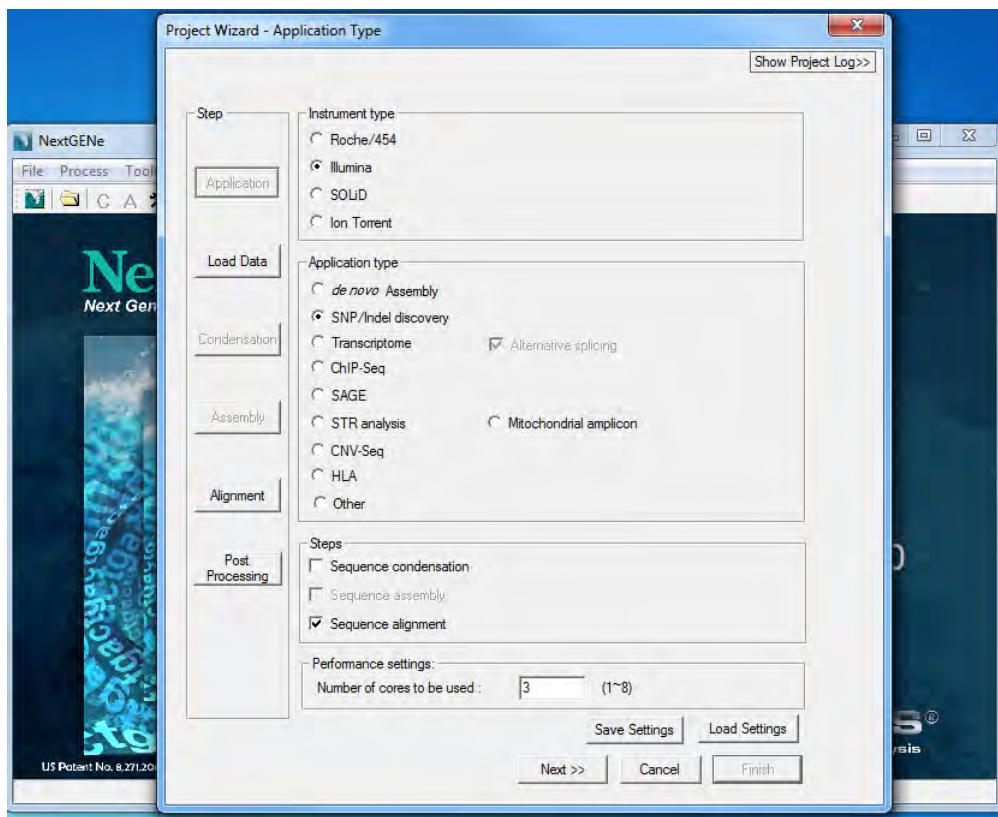 Project Wizard - Application Type
Show Project Log>>
Step
Application
Load Data
Condensation
Assembly
Alignment
Post
Processing
Instrument type
Roche/454
Illumina
SOLiD
Ion Torrent
Application type
de novo Assembly
SNP/Indel discovery
Transcriptome
Alternative splicing
ChIP-Seq
SAGE
STR analysis
Mitochondrial amplicon
CNV-Seq
HLA
Other
Steps
Sequence condensation
Sequence assembly
Sequence alignment
Performance settings:
Number of cores to be used : 3 (1~8)
Save Settings Load Settings
Next >> Cancel Finish
NextGENe
File Process Tool
C A
Ne
Next Gen
US Patent No. 8,271,20
S®
ysis